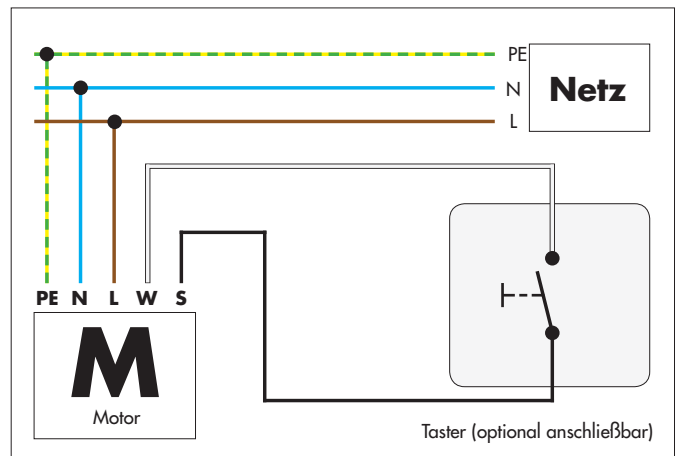 PE
N
Netz
L
PE N L W S
M
Motor
Taster (optional anschließbar)